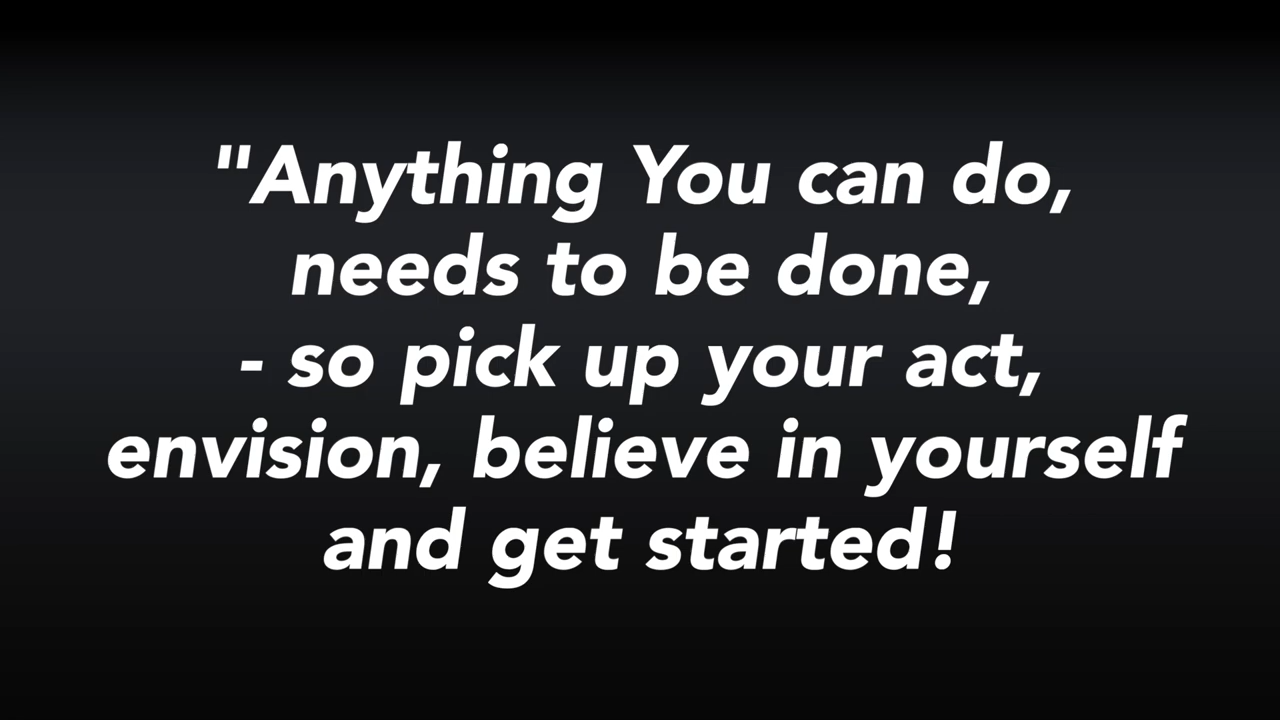 "Anything You can do,
needs to be done,
- so pick up your act,
envision, believe in yourself
and get started!